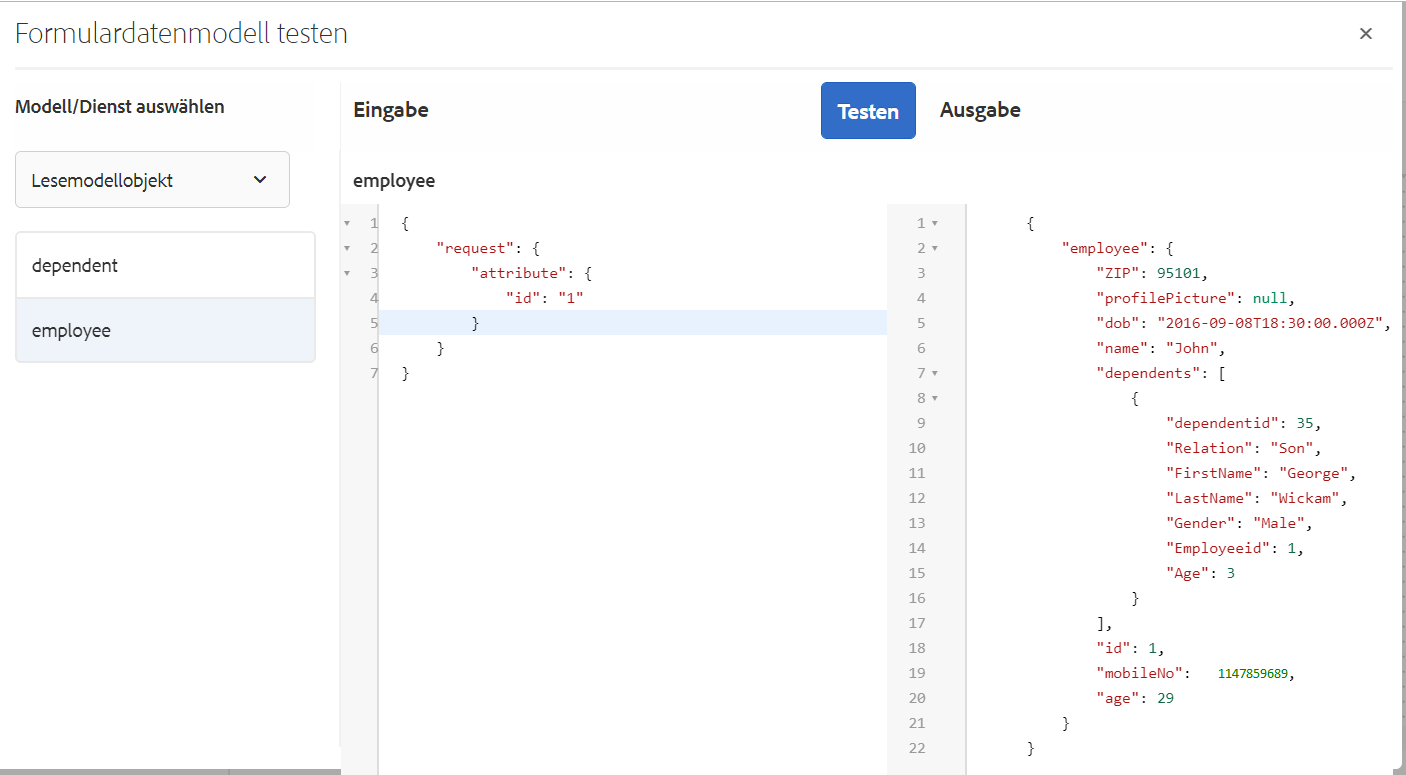 Formulardatenmodell testen
×
Modell/Dienst auswählen
Lesemodellobjekt
dependent
employee
Eingabe
Testen
employee
1 {
2 "request": {
3 "attribute": {
4 "id": "1"
5 }
6 }
7 }
Ausgabe
1 {
2 "employee": {
3 "ZIP": 95101,
4 "profilePicture": null,
5 "dob": "2016-09-08T18:30:00.000Z",
6 "name": "John",
7 "dependents": [
8 {
9 "dependentid": 35,
10 "Relation": "Son",
11 "FirstName": "George",
12 "LastName": "Wickam",
13 "Gender": "Male",
14 "Employeeid": 1,
15 "Age": 3
16 }
17 ],
18 "id": 1,
19 "mobileNo": 1147859689,
20 "age": 29
21 }
22 }